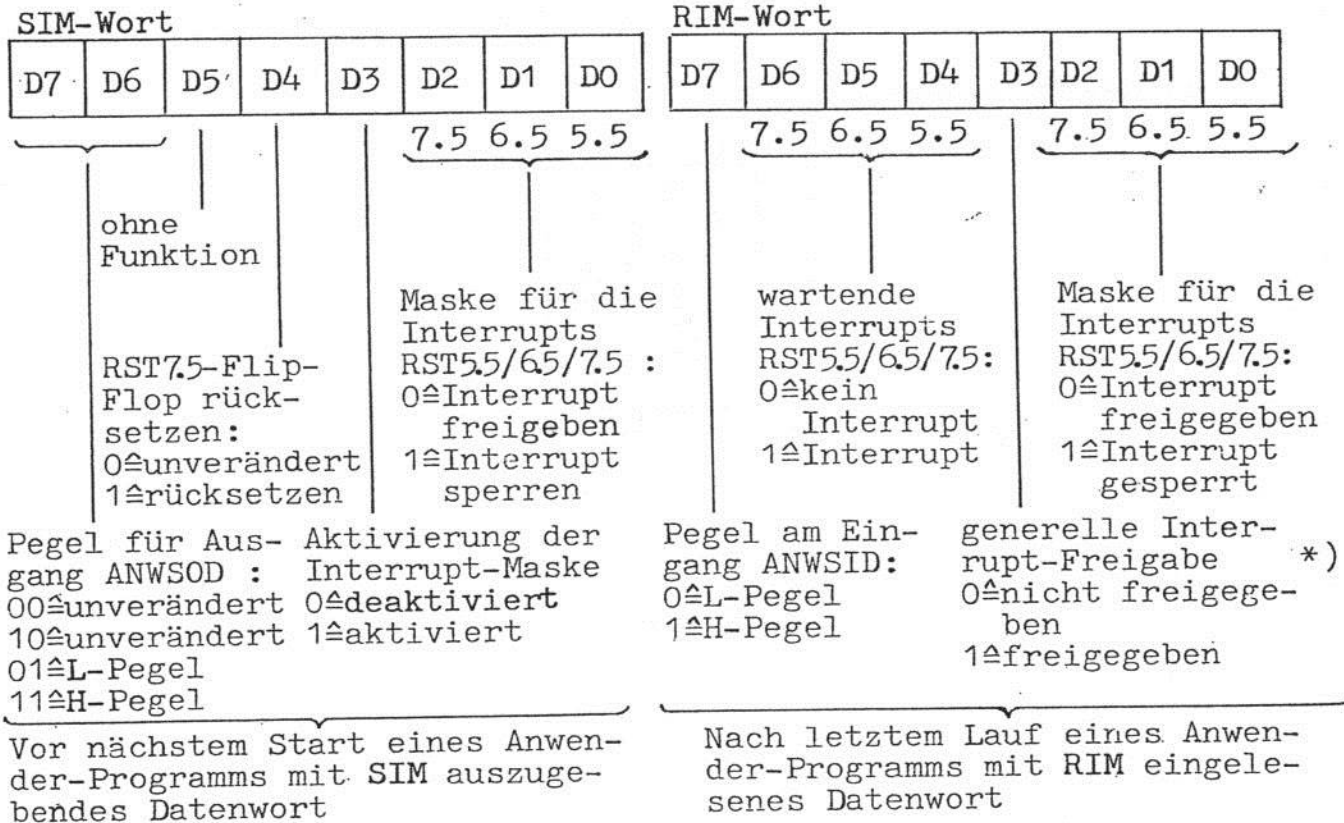 SIM-Wort
D7 D6 D5 D4 D3 D2 D1 D0
7.5 6.5 5.5
ohne
Funktion
Maske für die
Interrupts
RST5.5/6.5/7.5 :
0≙Interrupt
freigeben
1≙Interrupt
sperren
RST7.5-Flip-
Flop rück-
setzen:
0≙unverändert
1≙rücksetzen
Pegel für Aus-
gang ANWSOD :
00≙unverändert
10≙unverändert
01≙L-Pegel
11≙H-Pegel
Aktivierung der
Interrupt-Maske
0≙deaktiviert
1≙aktiviert
Vor nächstem Start eines Anwen-
der-Programms mit SIM auszuge-
bendes Datenwort
RIM-Wort
D7 D6 D5 D4 D3 D2 D1 D0
7.5 6.5 5.5 7.5 6.5 5.5
wartende
Interrupts
RST5.5/6.5/7.5:
0≙kein
Interrupt
1≙Interrupt
Maske für die
Interrupts
RST5.5/6.5/7.5:
0≙Interrupt
freigegeben
1≙Interrupt
gesperrt
Pegel am Ein-
gang ANWSID:
0≙L-Pegel
1≙H-Pegel
generelle Inter-
rupt-Freigabe *)
0≙nicht freigege-
ben
1≙freigegeben
Nach letztem Lauf eines Anwen-
der-Programms mit RIM eingele-
senes Datenwort